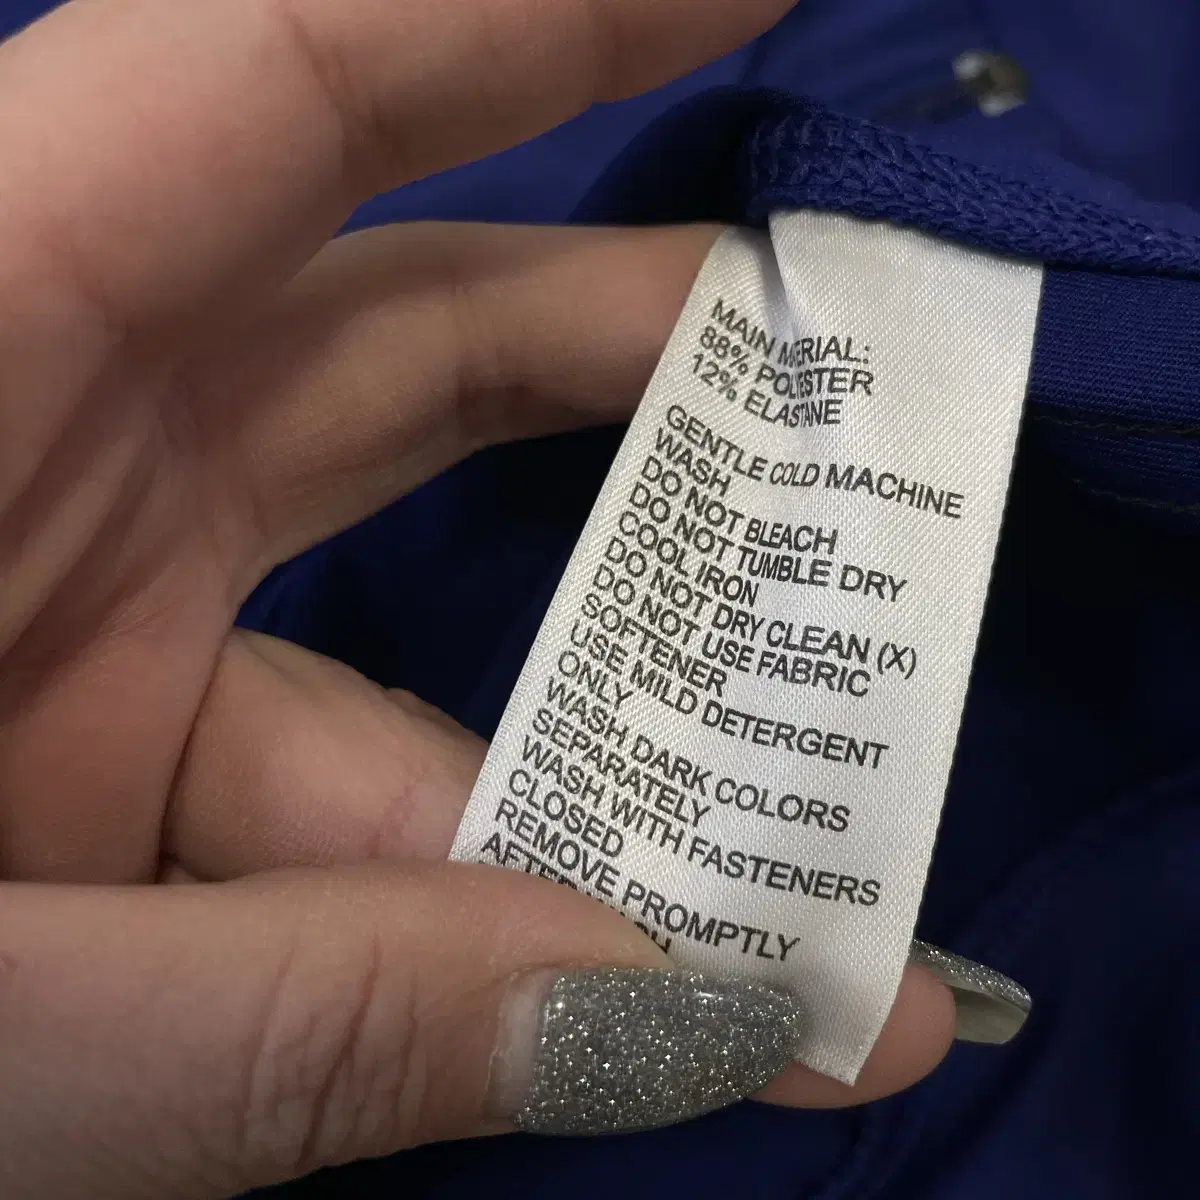 MAIN MATERIAL:
88% POLYESTER
12% ELASTANE
GENTLE COLD MACHINE
WASH
DO NOT BLEACH
DO NOT TUMBLE DRY
COOL IRON
DO NOT DRY CLEAN (X)
DO NOT USE FABRIC
SOFTENER
USE MILD DETERGENT
ONLY
WASH DARK COLORS
SEPARATELY
WASH WITH FASTENERS
CLOSED
REMOVE PROMPTLY
AFTER WASH